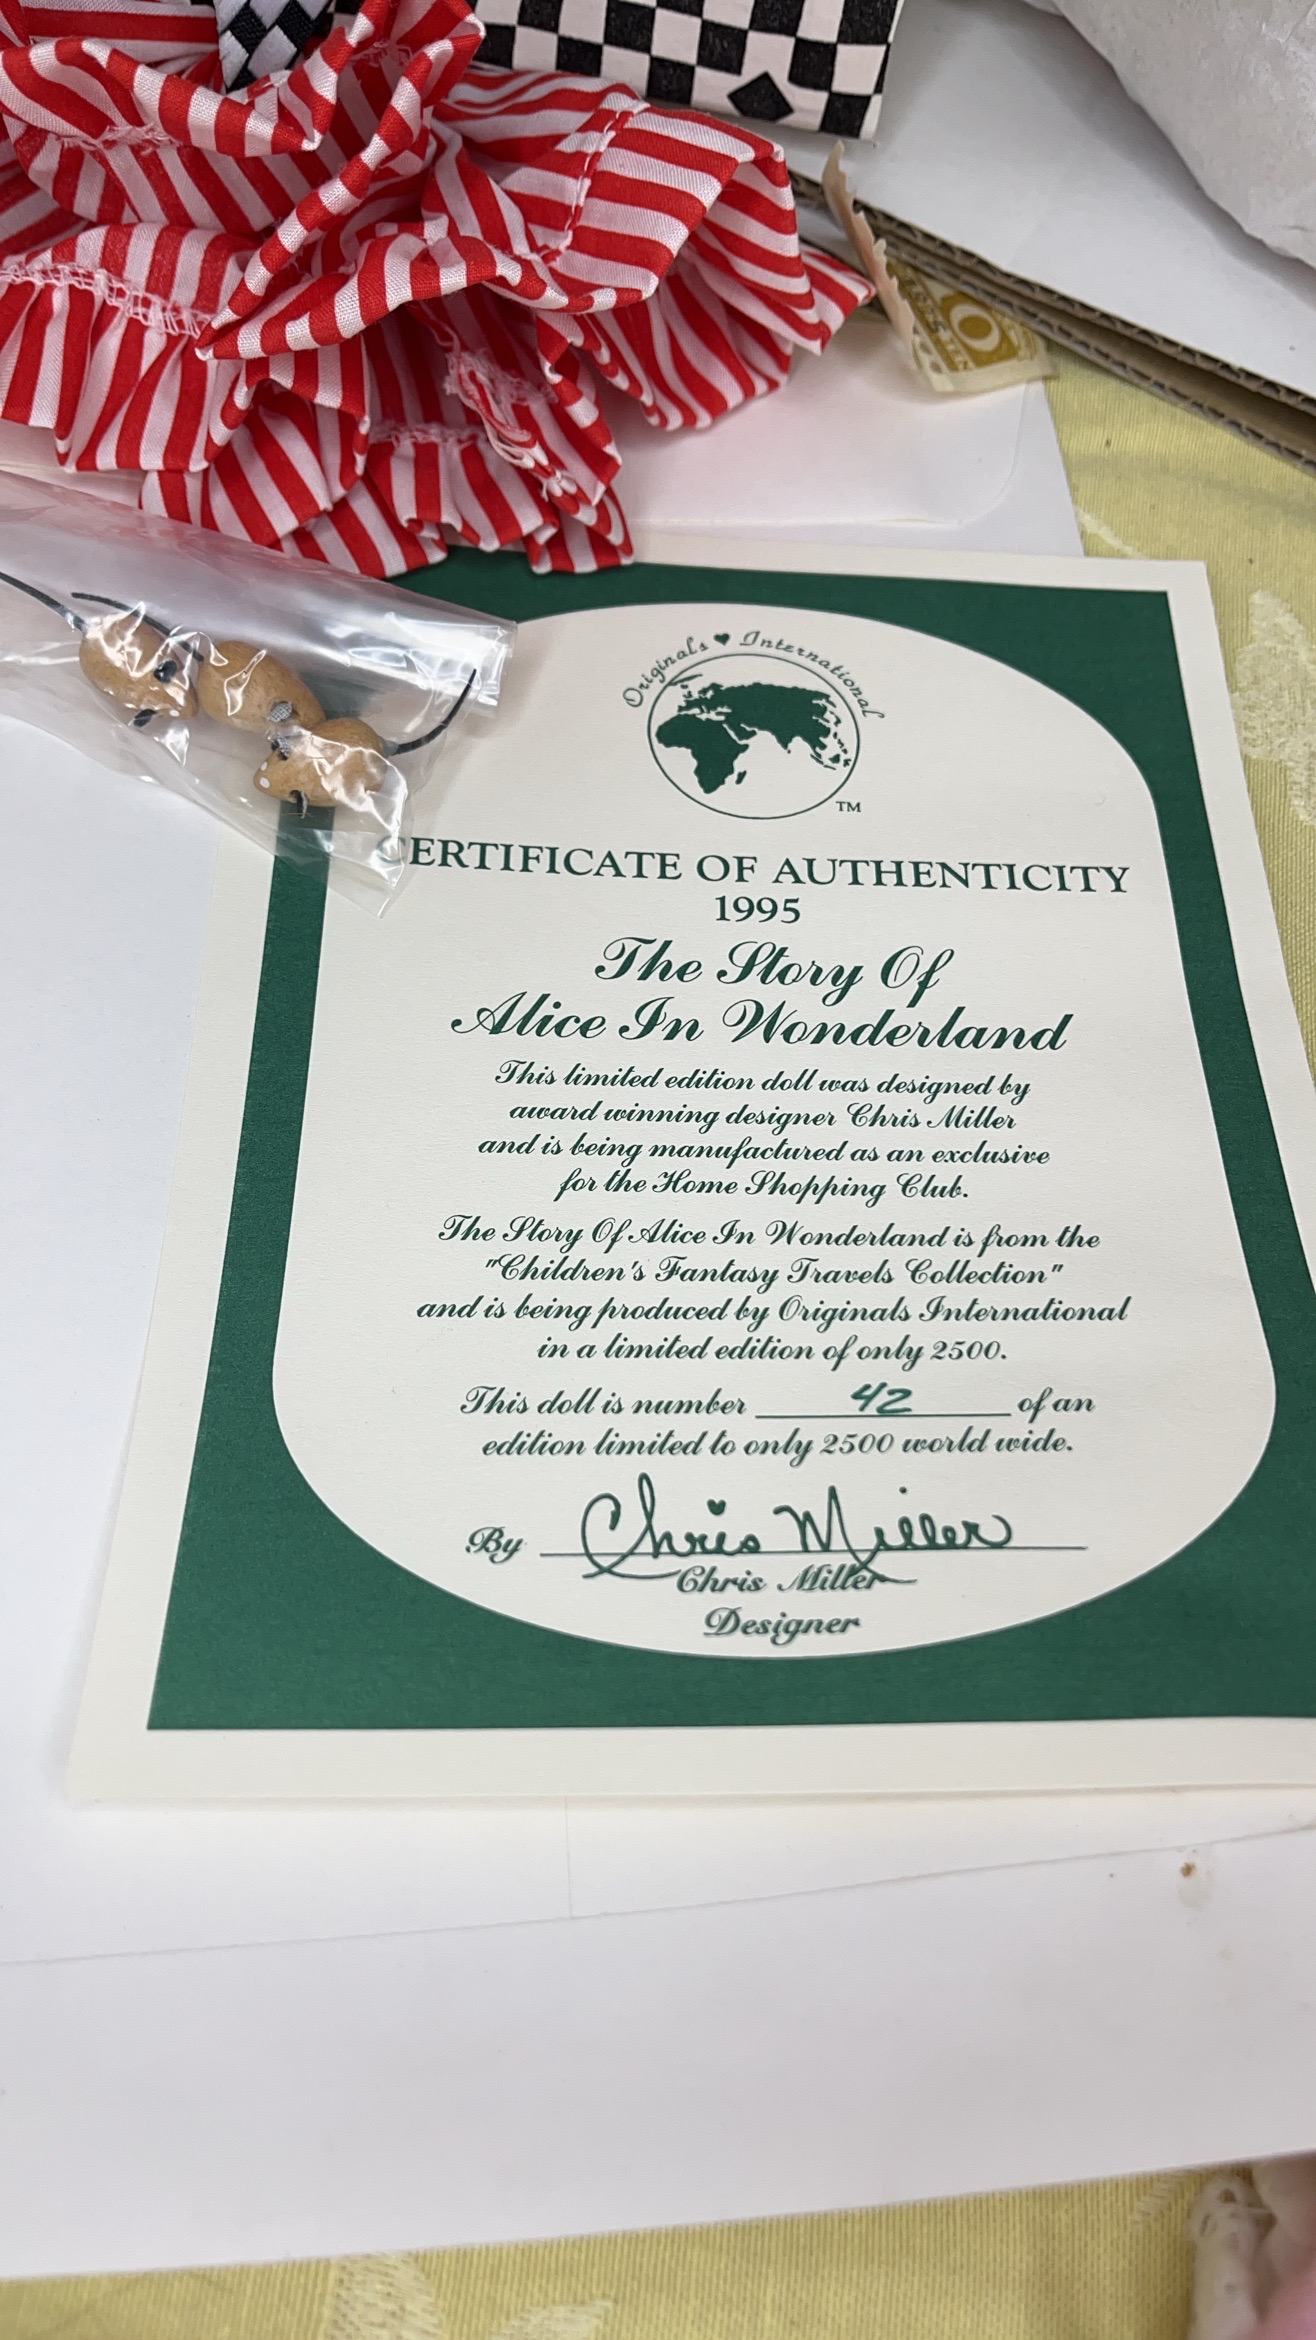 Originals ♥ International
TM
CERTIFICATE OF AUTHENTICITY
1995
The Story Of
Alice In Wonderland
This limited edition doll was designed by
award winning designer Chris Miller
and is being manufactured as an exclusive
for the Home Shopping Club.
The Story Of Alice In Wonderland is from the
"Children's Fantasy Travels Collection"
and is being produced by Originals International
in a limited edition of only 2500.
This doll is number 42 of an
edition limited to only 2500 world wide.
By Chris Miller
Chris Miller
Designer